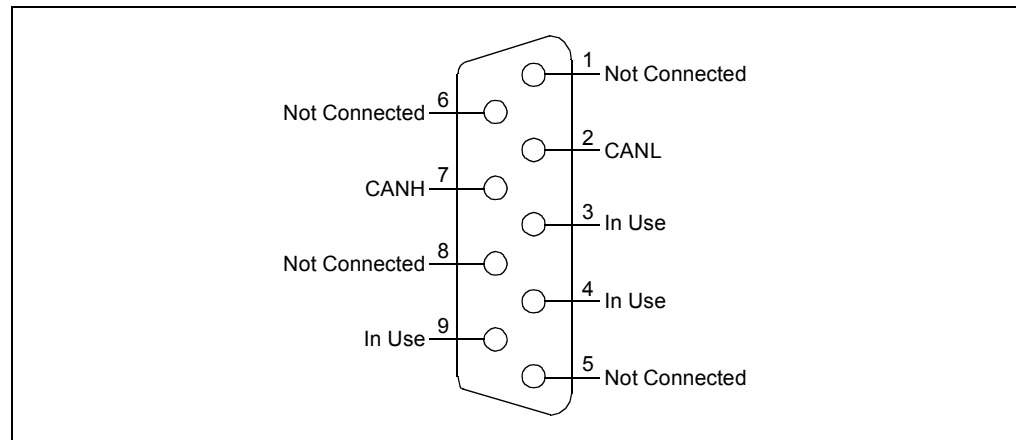 1 Not Connected
Not Connected 6
2 CANL
CANH 7
3 In Use
Not Connected 8
4 In Use
In Use 9
5 Not Connected